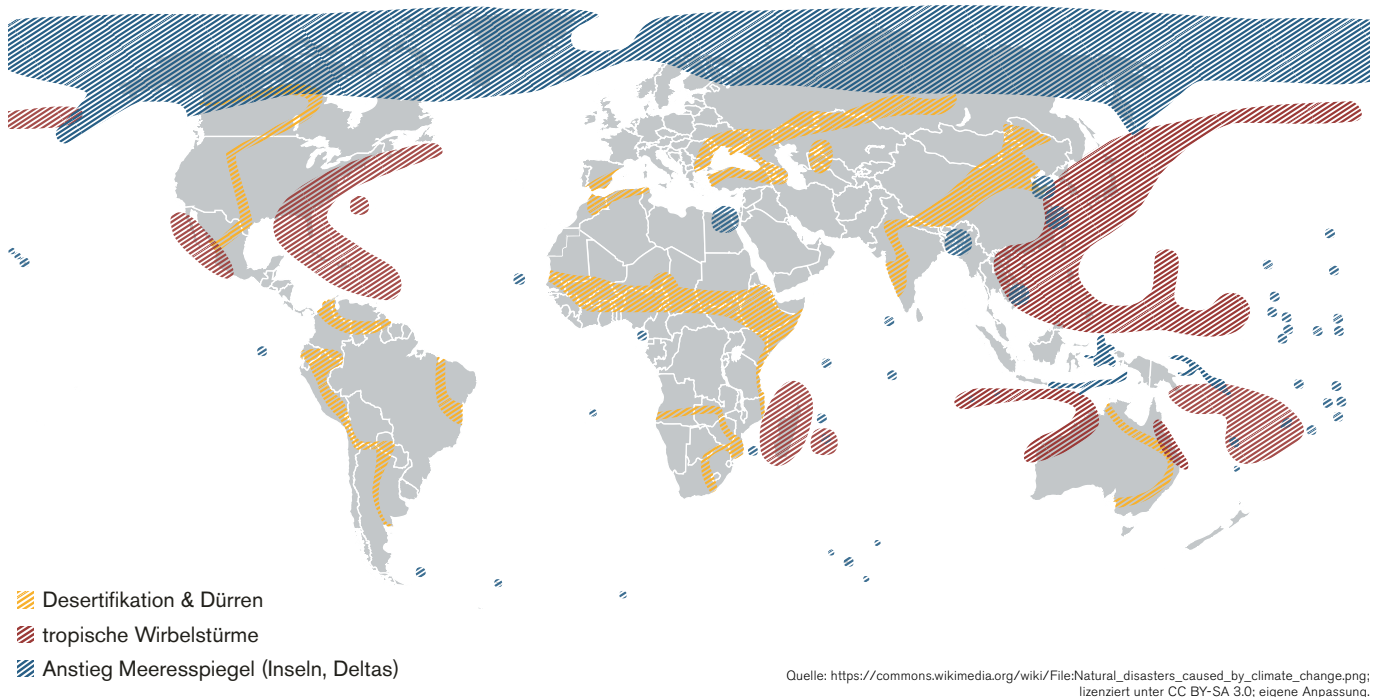 Desertifikation & Dürren
tropische Wirbelstürme
Anstieg Meeresspiegel (Inseln, Deltas)
Quelle: https://commons.wikimedia.org/wiki/File:Natural_disasters_caused_by_climate_change.png;
lizenziert unter CC BY-SA 3.0; eigene Anpassung.